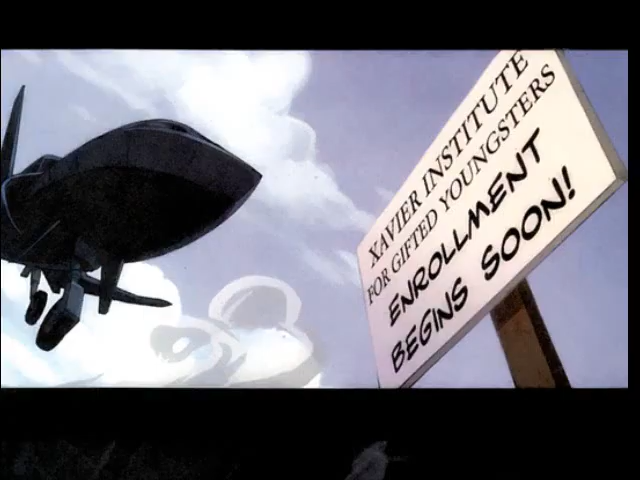 XAVIER INSTITUTE
FOR GIFTED YOUNGSTERS
ENROLLMENT
BEGINS SOON!